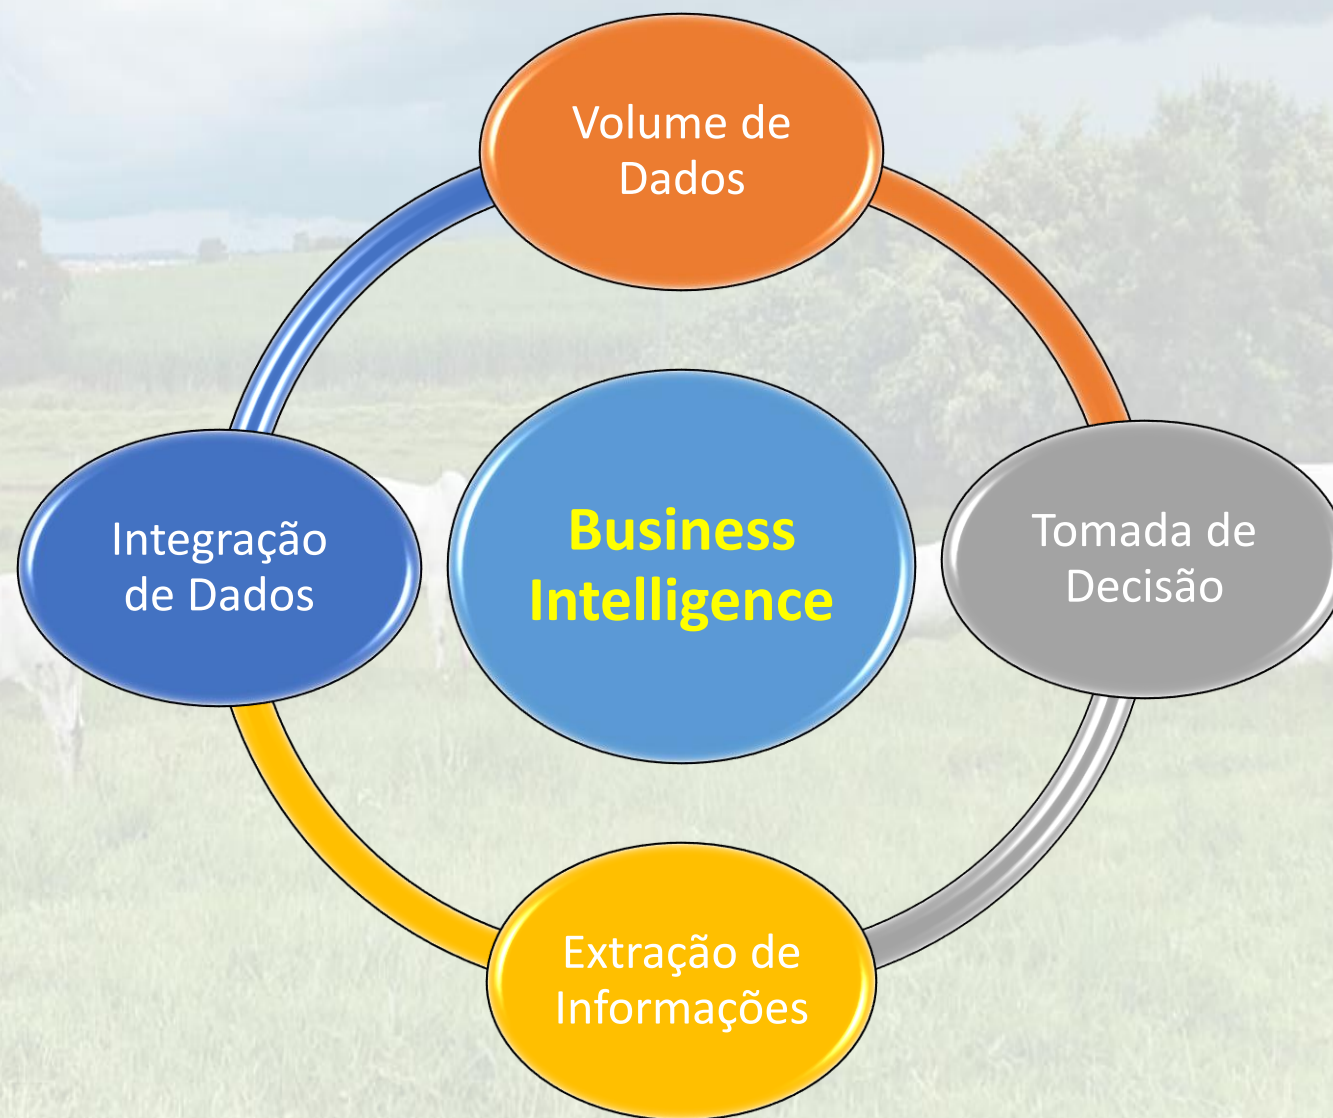 Volume de
Dados
Integração
de Dados
Business
Intelligence
Tomada de
Decisão
Extração de
Informações